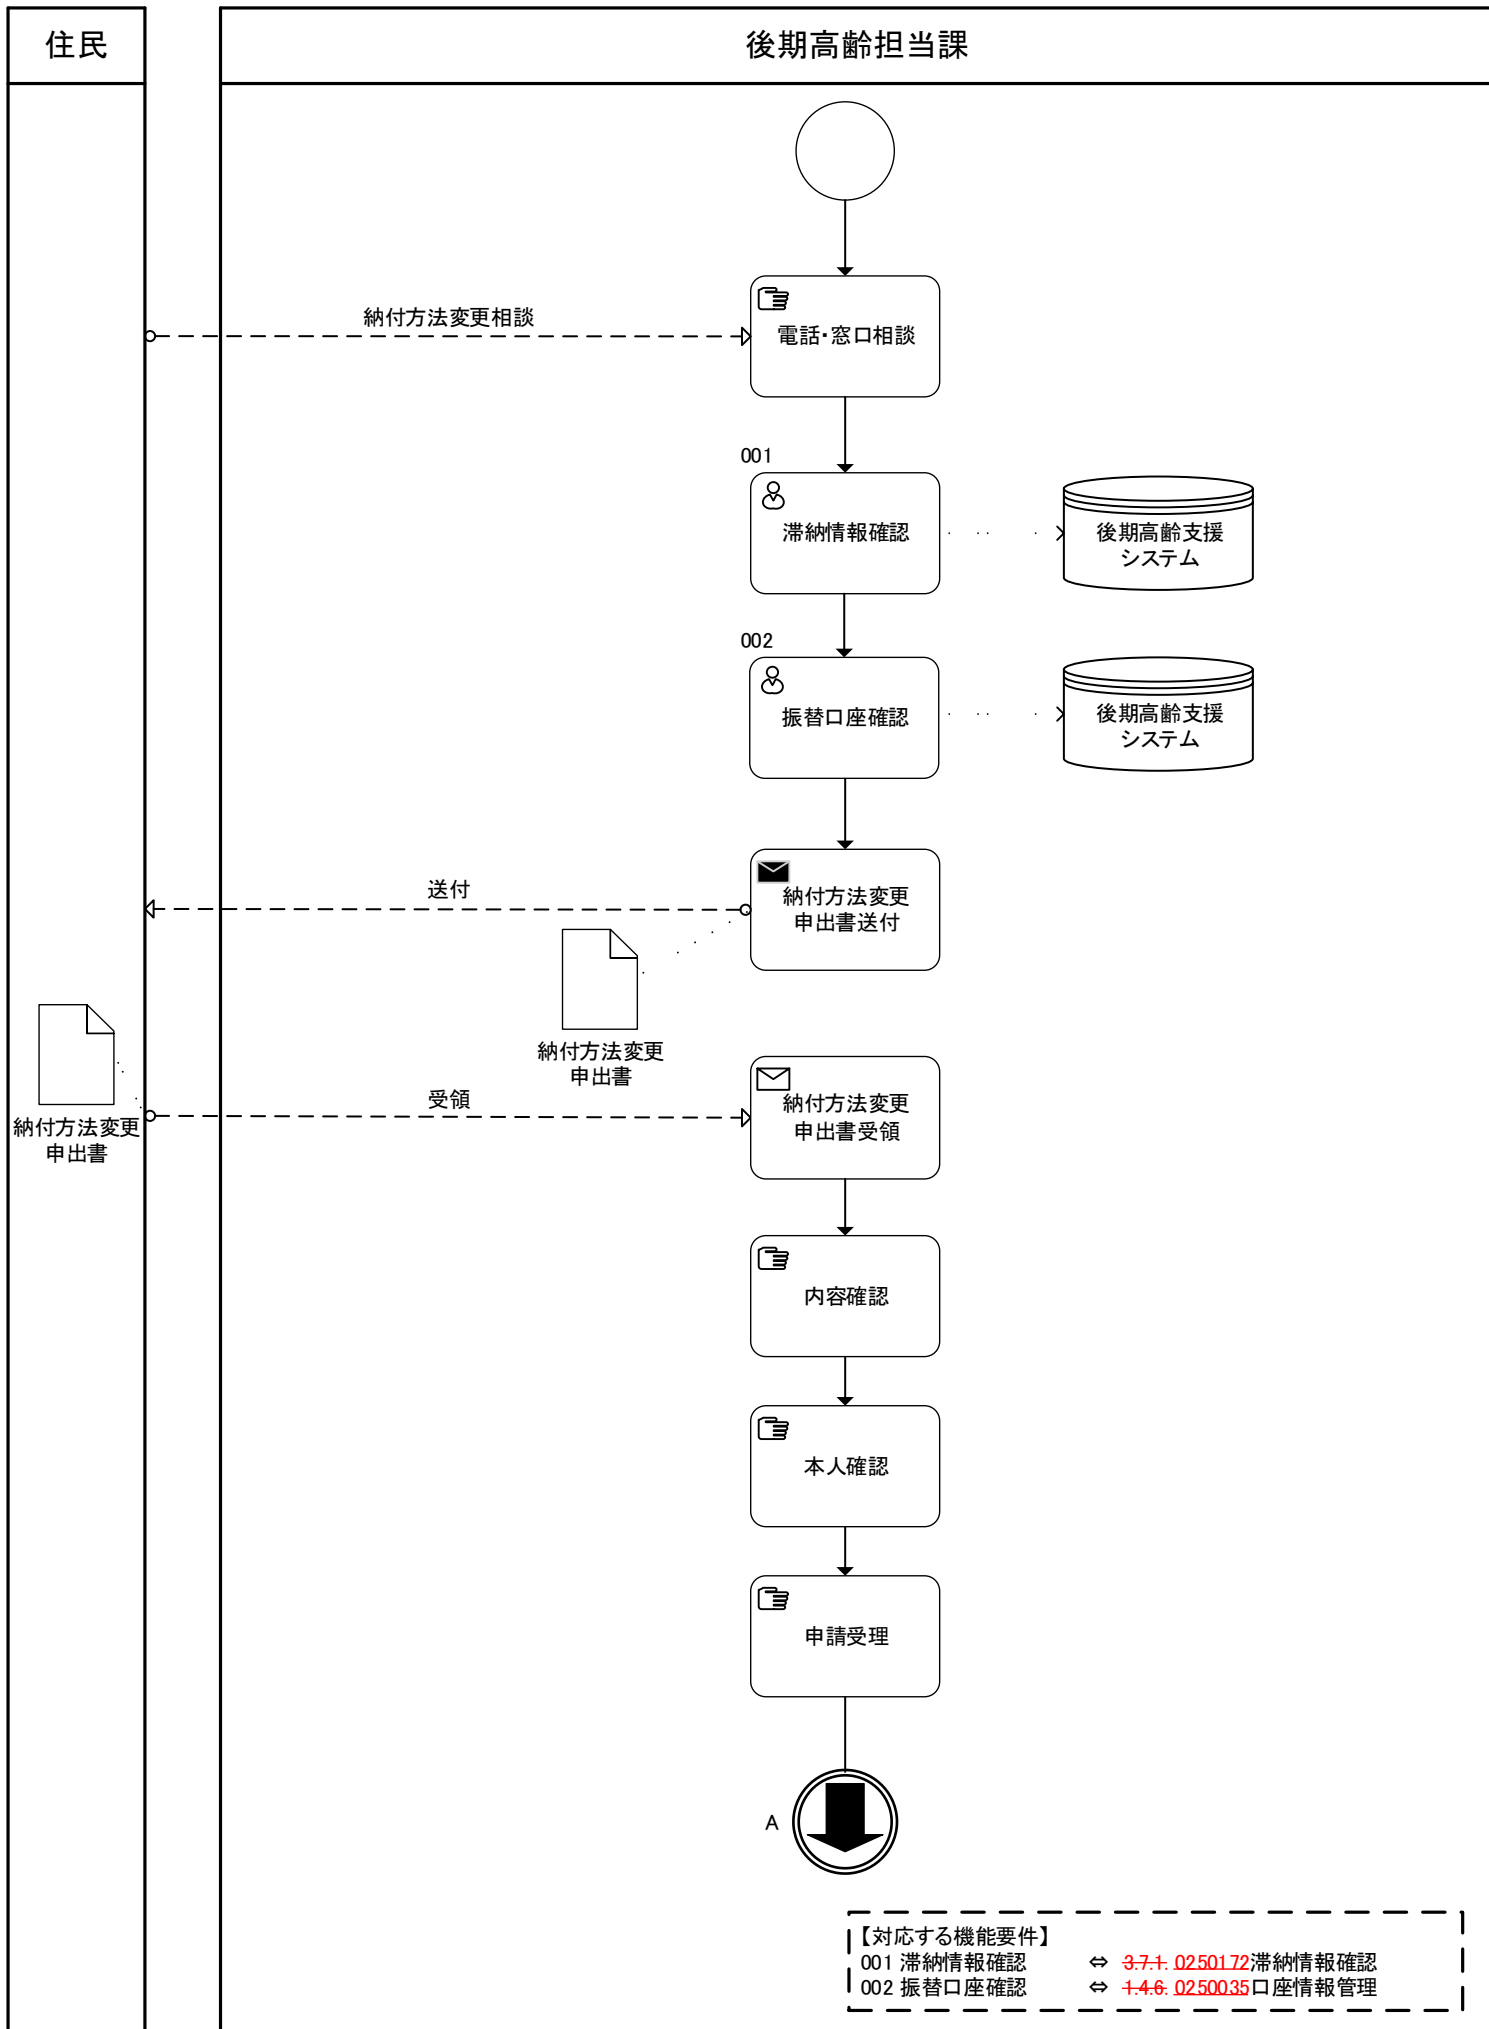 住民
後期高齢担当課
納付方法変更相談
電話・窓口相談
001
滞納情報確認
後期高齢支援
システム
002
振替口座確認
後期高齢支援
システム
送付
納付方法変更
申出書送付
納付方法変更
申出書
納付方法変更
申出書
受領
納付方法変更
申出書受領
内容確認
本人確認
申請受理
A
【対応する機能要件】
001 滞納情報確認 ⇔ 3.7.1. 0250172滞納情報確認
002 振替口座確認 ⇔ 1.4.6. 0250035口座情報管理